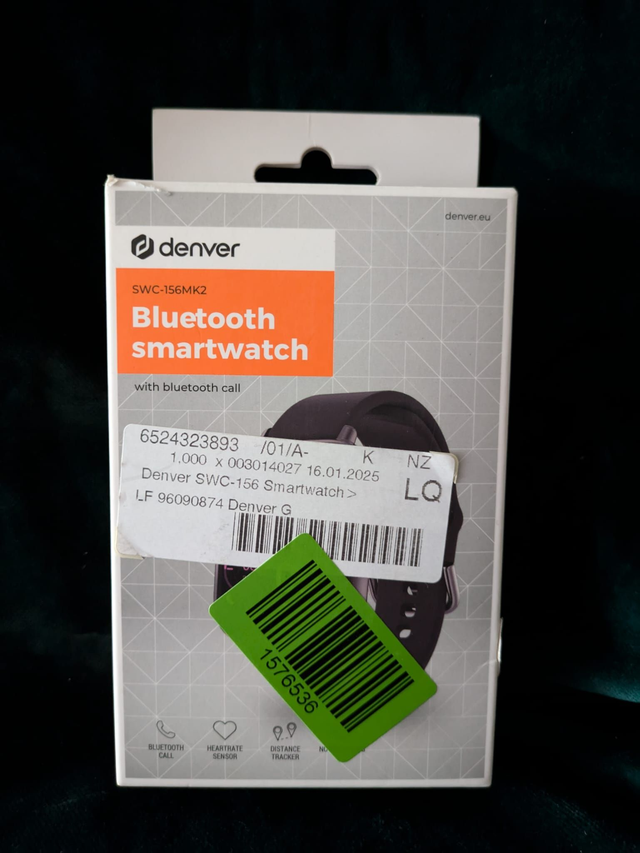 denver.eu
denver
SWC-156MK2
Bluetooth
smartwatch
with bluetooth call
6524323893 /01/A- K NZ
1.000 x 003014027 16.01.2025
Denver SWC-156 Smartwatch>
LQ
LF 96090874 Denver G
1576536
BLUETOOTH
CALL
HEARTRATE
SENSOR
DISTANCE
TRACKER